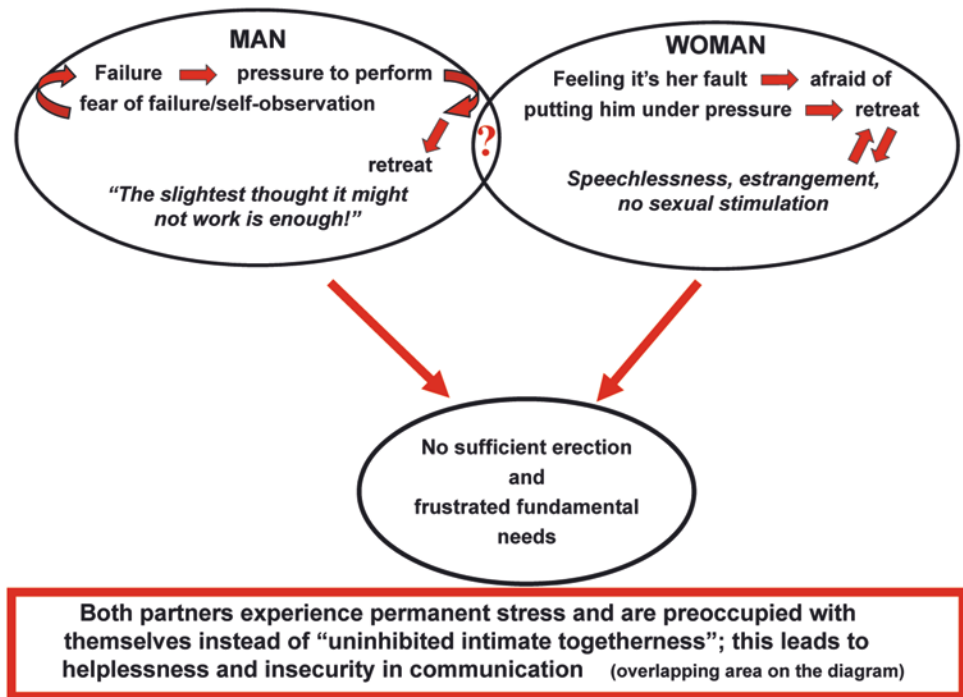 MAN
Failure pressure to perform
fear of failure/self-observation
retreat
“The slightest thought it might
not work is enough!”
?
WOMAN
Feeling it’s her fault afraid of
putting him under pressure retreat
Speechlessness, estrangement,
no sexual stimulation
No sufficient erection
and
frustrated fundamental
needs
Both partners experience permanent stress and are preoccupied with
themselves instead of “uninhibited intimate togetherness”; this leads to
helplessness and insecurity in communication (overlapping area on the diagram)